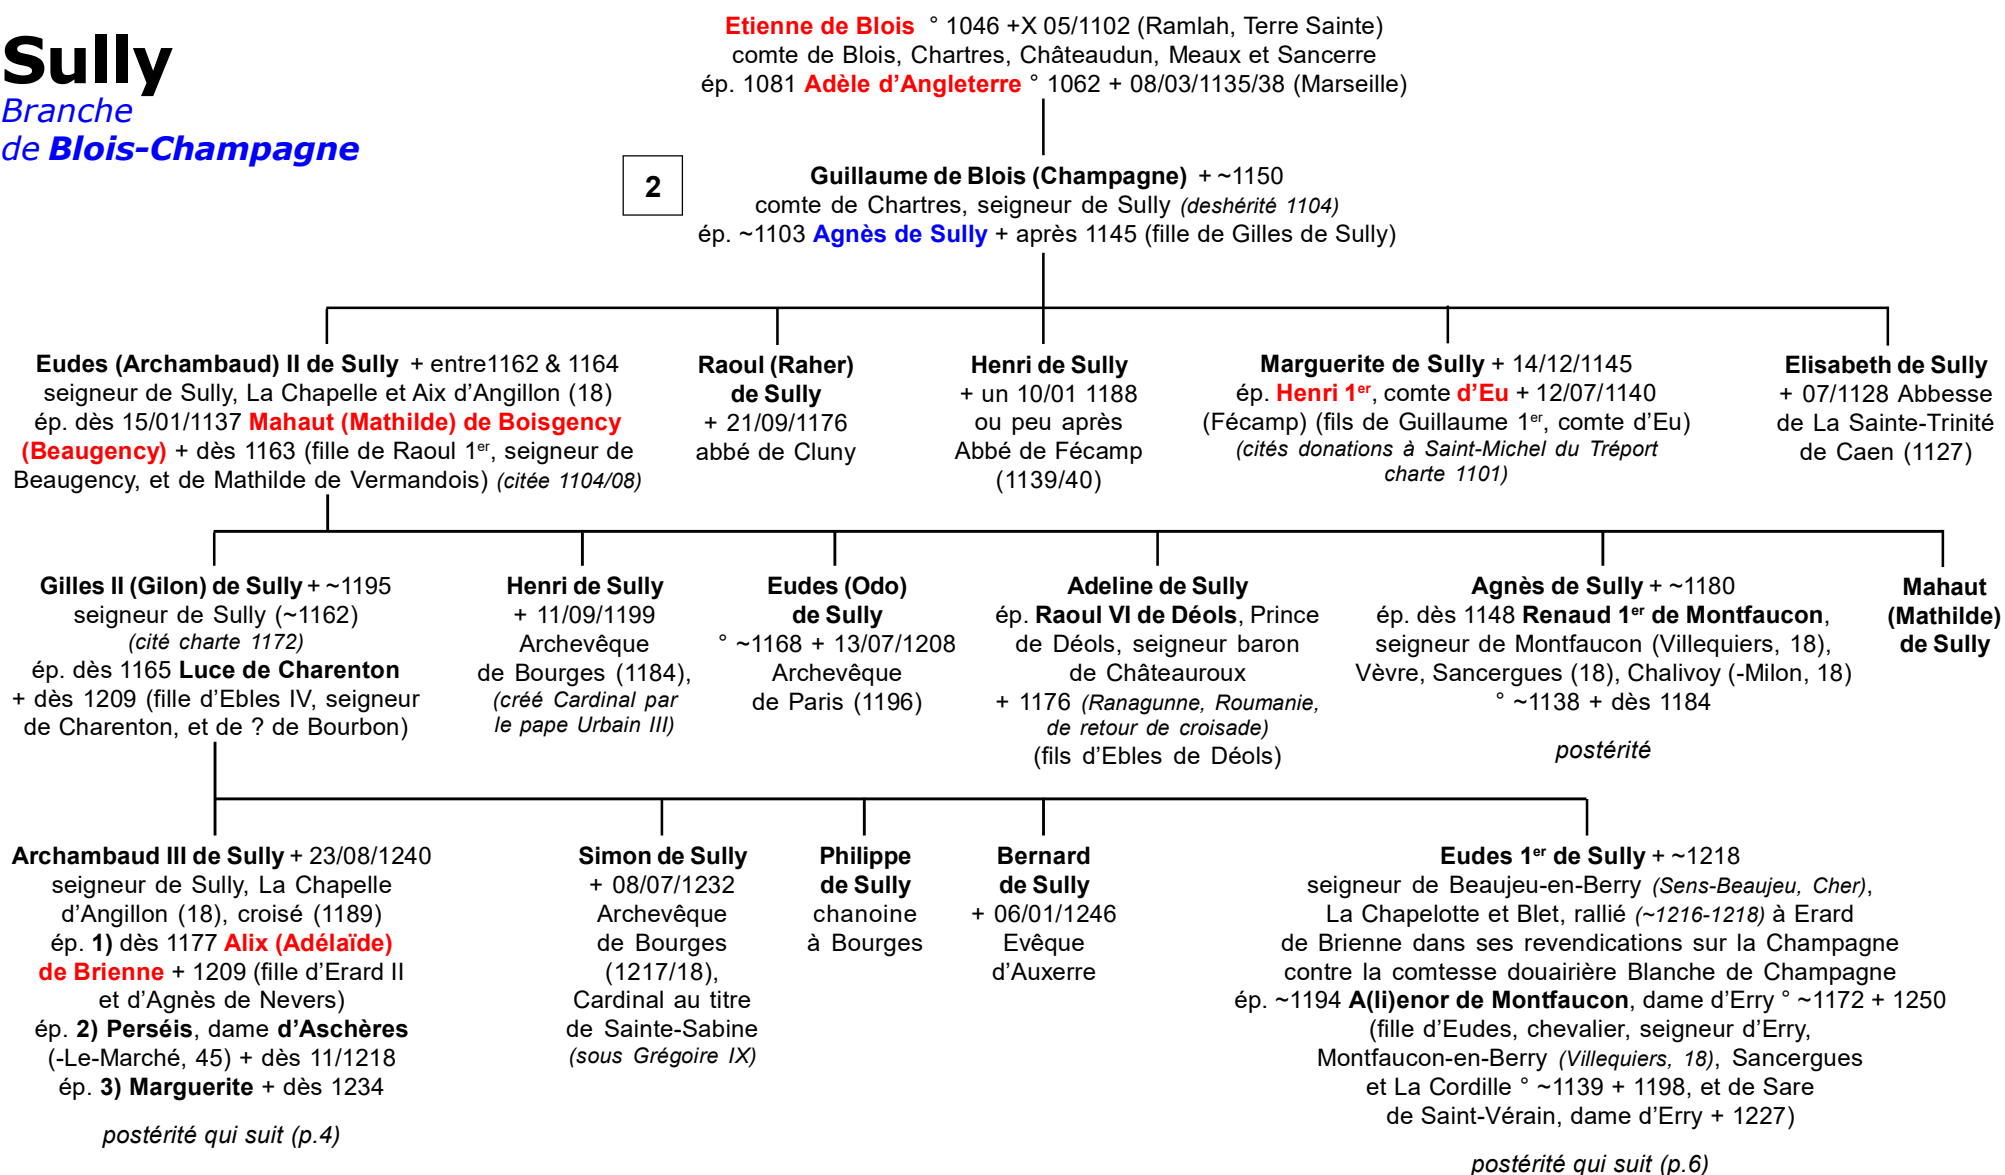 Sully
Branche
de Blois-Champagne
Etienne de Blois ° 1046 +X 05/1102 (Ramlah, Terre Sainte)
comte de Blois, Chartres, Châteaudun, Meaux et Sancerre
ép. 1081 Adèle d’Angleterre ° 1062 + 08/03/1135/38 (Marseille)
2
Guillaume de Blois (Champagne) + ~1150
comte de Chartres, seigneur de Sully (deshérité 1104)
ép. ~1103 Agnès de Sully + après 1145 (fille de Gilles de Sully)
Eudes (Archambaud) II de Sully + entre1162 & 1164
seigneur de Sully, La Chapelle et Aix d’Angillon (18)
ép. dès 15/01/1137 Mahaut (Mathilde) de Boisgency
(Beaugency) + dès 1163 (fille de Raoul 1er, seigneur de
Beaugency, et de Mathilde de Vermandois) (citée 1104/08)
Raoul (Raher)
de Sully
+ 21/09/1176
abbé de Cluny
Henri de Sully
+ un 10/01 1188
ou peu après
Abbé de Fécamp
(1139/40)
Marguerite de Sully + 14/12/1145
ép. Henri 1er, comte d’Eu + 12/07/1140
(Fécamp) (fils de Guillaume 1er, comte d’Eu)
(cités donations à Saint-Michel du Tréport
charte 1101)
Elisabeth de Sully
+ 07/1128 Abbesse
de La Sainte-Trinité
de Caen (1127)
Gilles II (Gilon) de Sully + ~1195
seigneur de Sully (~1162)
(cité charte 1172)
ép. dès 1165 Luce de Charenton
+ dès 1209 (fille d’Ebles IV, seigneur
de Charenton, et de ? de Bourbon)
Henri de Sully
+ 11/09/1199
Archevêque
de Bourges (1184),
(créé Cardinal par
le pape Urbain III)
Eudes (Odo)
de Sully
° ~1168 + 13/07/1208
Archevêque
de Paris (1196)
Adeline de Sully
ép. Raoul VI de Déols, Prince
de Déols, seigneur baron
de Châteauroux
+ 1176 (Ranagunne, Roumanie,
de retour de croisade)
(fils d’Ebles de Déols)
Agnès de Sully + ~1180
ép. dès 1148 Renaud 1er de Montfaucon,
seigneur de Montfaucon (Villequiers, 18),
Vèvre, Sancergues (18), Chalivoy (-Milon, 18)
° ~1138 + dès 1184
postérité
Mahaut
(Mathilde)
de Sully
Archambaud III de Sully + 23/08/1240
seigneur de Sully, La Chapelle
d’Angillon (18), croisé (1189)
ép. 1) dès 1177 Alix (Adélaïde)
de Brienne + 1209 (fille d’Erard II
et d’Agnès de Nevers)
ép. 2) Perséis, dame d’Aschères
(-Le-Marché, 45) + dès 11/1218
ép. 3) Marguerite + dès 1234
postérité qui suit (p.4)
Simon de Sully
+ 08/07/1232
Archevêque
de Bourges
(1217/18),
Cardinal au titre
de Sainte-Sabine
(sous Grégoire IX)
Philippe
de Sully
chanoine
à Bourges
Bernard
de Sully
+ 06/01/1246
Evêque
d’Auxerre
Eudes 1er de Sully + ~1218
seigneur de Beaujeu-en-Berry (Sens-Beaujeu, Cher),
La Chapelotte et Blet, rallié (~1216-1218) à Erard
de Brienne dans ses revendications sur la Champagne
contre la comtesse douairière Blanche de Champagne
ép. ~1194 A(li)enor de Montfaucon, dame d’Erry ° ~1172 + 1250
(fille d’Eudes, chevalier, seigneur d’Erry,
Montfaucon-en-Berry (Villequiers, 18), Sancergues
et La Cordille ° ~1139 + 1198, et de Sare
de Saint-Vérain, dame d’Erry + 1227)
postérité qui suit (p.6)